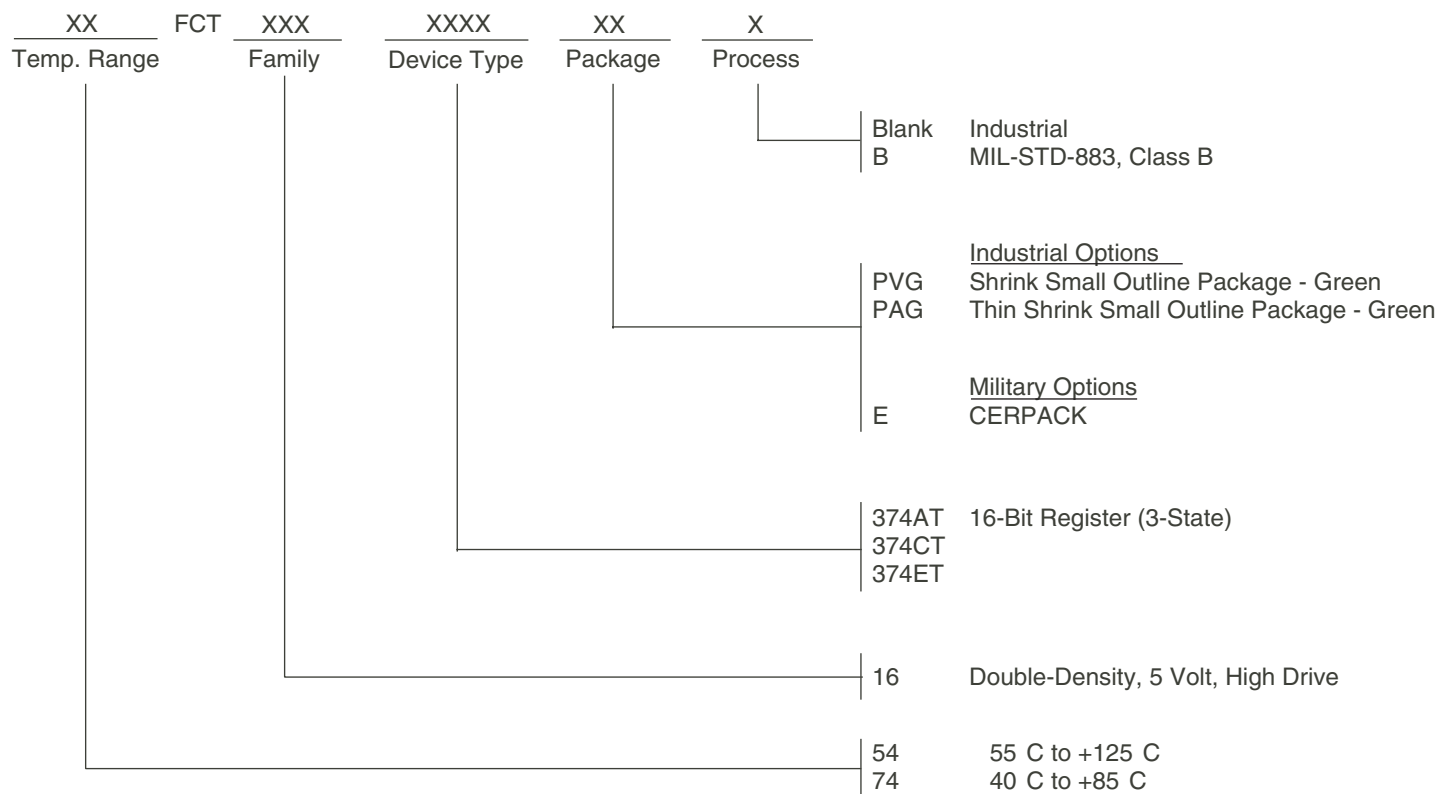 XX FCT XXX XXXX XX X
Temp. Range Family Device Type Package Process
Blank Industrial
B MIL-STD-883, Class B
Industrial Options
PVG Shrink Small Outline Package - Green
PAG Thin Shrink Small Outline Package - Green
Military Options
E CERPACK
374AT 16-Bit Register (3-State)
374CT
374ET
16 Double-Density, 5 Volt, High Drive
54 55 C to +125 C
74 40 C to +85 C